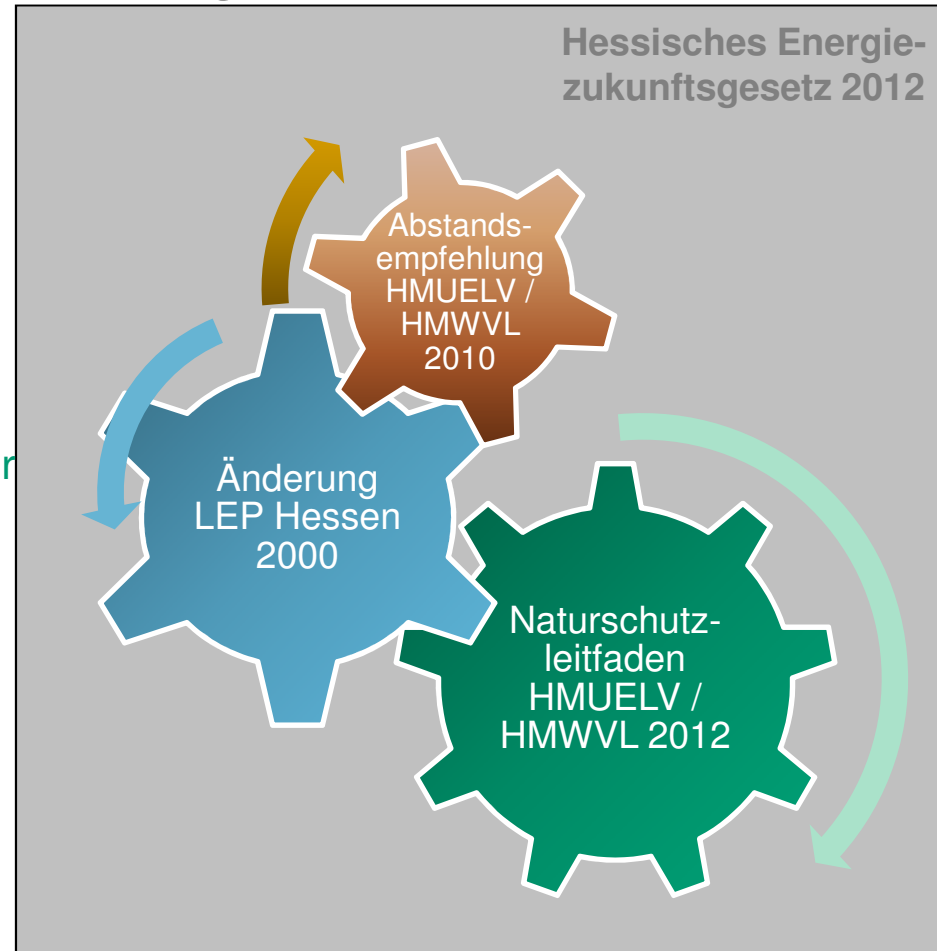 Hessisches Energie-
zukunftsgesetz 2012
Abstands-
empfehlung
HMUELV /
HMWVL
2010
Änderung
LEP Hessen
2000
Naturschutz-
leitfaden
HMUELV /
HMWVL 2012